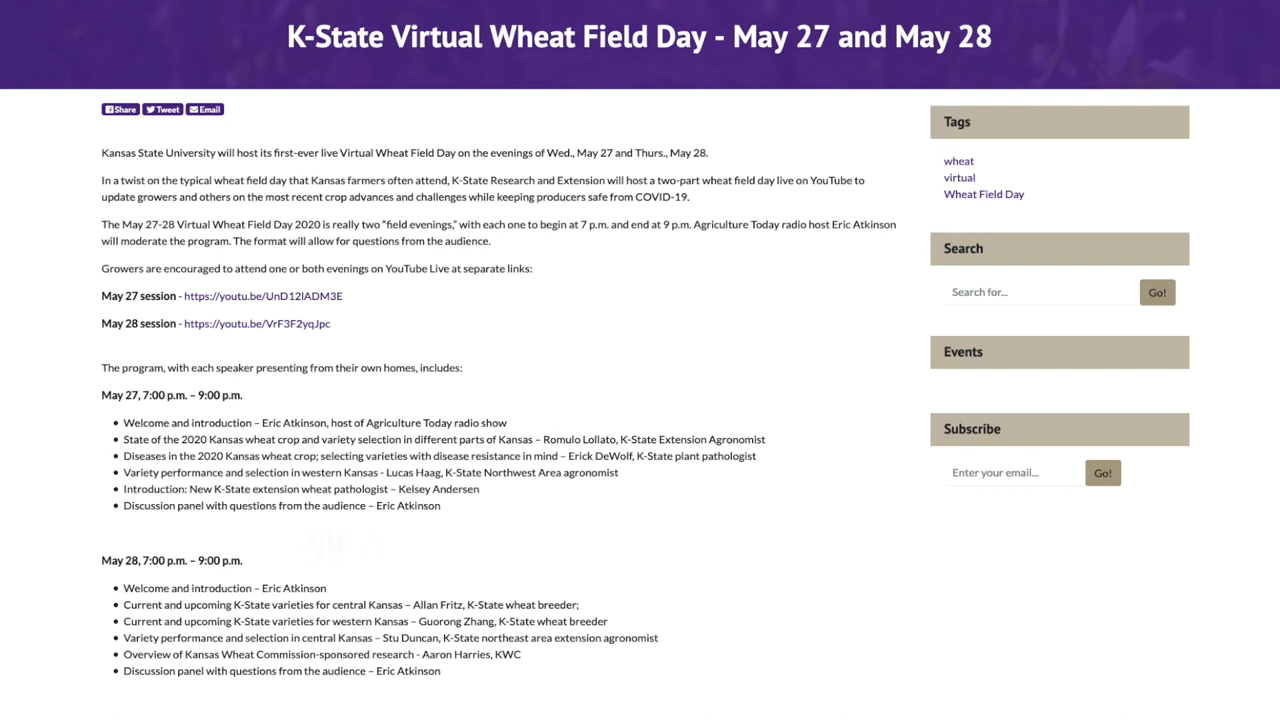 K-State Virtual Wheat Field Day - May 27 and May 28
Share Tweet Email
Kansas State University will host its first-ever live Virtual Wheat Field Day on the evenings of Wed., May 27 and Thurs., May 28.
In a twist on the typical wheat field day that Kansas farmers often attend, K-State Research and Extension will host a two-part wheat field day live on YouTube to
update growers and others on the most recent crop advances and challenges while keeping producers safe from COVID-19.
The May 27-28 Virtual Wheat Field Day 2020 is really two “field evenings,” with each one to begin at 7 p.m. and end at 9 p.m. Agriculture Today radio host Eric Atkinson
will moderate the program. The format will allow for questions from the audience.
Growers are encouraged to attend one or both evenings on YouTube Live at separate links:
May 27 session - https://youtu.be/UnD12lADM3E
May 28 session - https://youtu.be/VrF3F2yqJpc
The program, with each speaker presenting from their own homes, includes:
May 27, 7:00 p.m. – 9:00 p.m.
• Welcome and introduction – Eric Atkinson, host of Agriculture Today radio show
• State of the 2020 Kansas wheat crop and variety selection in different parts of Kansas – Romulo Lollato, K-State Extension Agronomist
• Diseases in the 2020 Kansas wheat crop; selecting varieties with disease resistance in mind – Erick DeWolf, K-State plant pathologist
• Variety performance and selection in western Kansas - Lucas Haag, K-State Northwest Area agronomist
• Introduction: New K-State extension wheat pathologist – Kelsey Andersen
• Discussion panel with questions from the audience – Eric Atkinson
May 28, 7:00 p.m. – 9:00 p.m.
• Welcome and introduction – Eric Atkinson
• Current and upcoming K-State varieties for central Kansas – Allan Fritz, K-State wheat breeder;
• Current and upcoming K-State varieties for western Kansas – Guorong Zhang, K-State wheat breeder
• Variety performance and selection in central Kansas – Stu Duncan, K-State northeast area extension agronomist
• Overview of Kansas Wheat Commission-sponsored research - Aaron Harries, KWC
• Discussion panel with questions from the audience – Eric Atkinson
Tags
wheat
virtual
Wheat Field Day
Search
Search for... Go!
Events
Subscribe
Enter your email... Go!